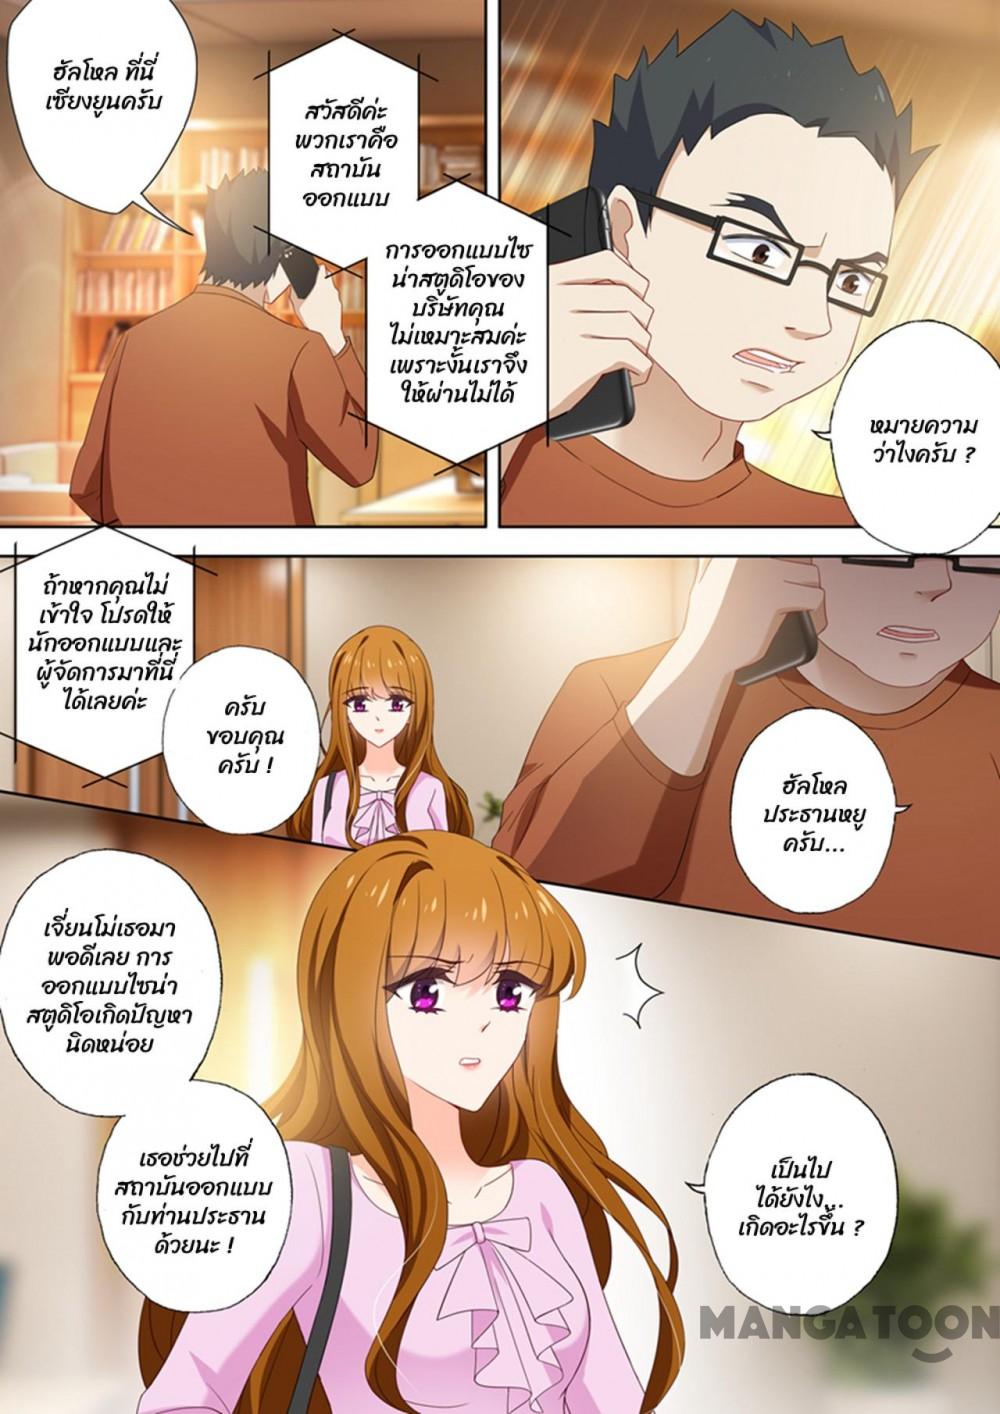 ฮัลโหล ที่นี่
เซียงยูนครับ
สวัสดีค่ะ
พวกเราคือ
สถาบัน
ออกแบบ
การออกแบบไซ
น่าสตูดิโอของ
บริษัทคุณ
ไม่เหมาะสมค่ะ
เพราะงั้นเราจึง
ให้ผ่านไม่ได้
หมายความ
ว่าไงครับ ?
ถ้าหากคุณไม่
เข้าใจ โปรดให้
นักออกแบบและ
ผู้จัดการมาที่นี่
ได้เลยค่ะ
ครับ
ขอบคุณ
ครับ !
ฮัลโหล
ประธานหยู
ครับ...
เจี่ยนโม่เธอมา
พอดีเลย การ
ออกแบบไซน่า
สตูดิโอเกิดปัญหา
นิดหน่อย
เธอช่วยไปที่
สถาบันออกแบบ
กับท่านประธาน
ด้วยนะ !
เป็นไป
ได้ยังไง...
เกิดอะไรขึ้น ?
MANGATOON